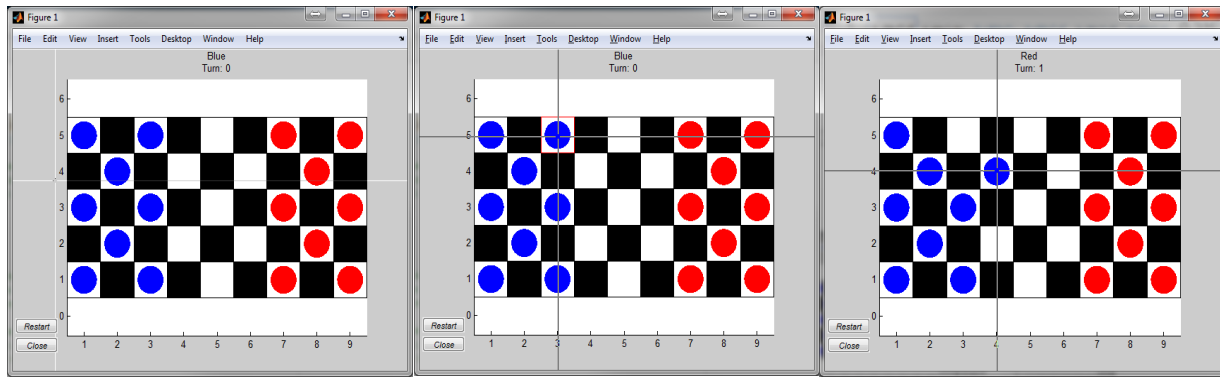 Figure 1
File Edit View Insert Tools Desktop Window Help
Blue
Turn: 0
6
5
4
3
2
1
0
1 2 3 4 5 6 7 8 9
Restart
Close
Figure 1
File Edit View Insert Tools Desktop Window Help
Blue
Turn: 0
6
5
4
3
2
1
0
1 2 3 4 5 6 7 8 9
Restart
Close
Figure 1
File Edit View Insert Tools Desktop Window Help
Red
Turn: 1
6
5
4
3
2
1
0
1 2 3 4 5 6 7 8 9
Restart
Close